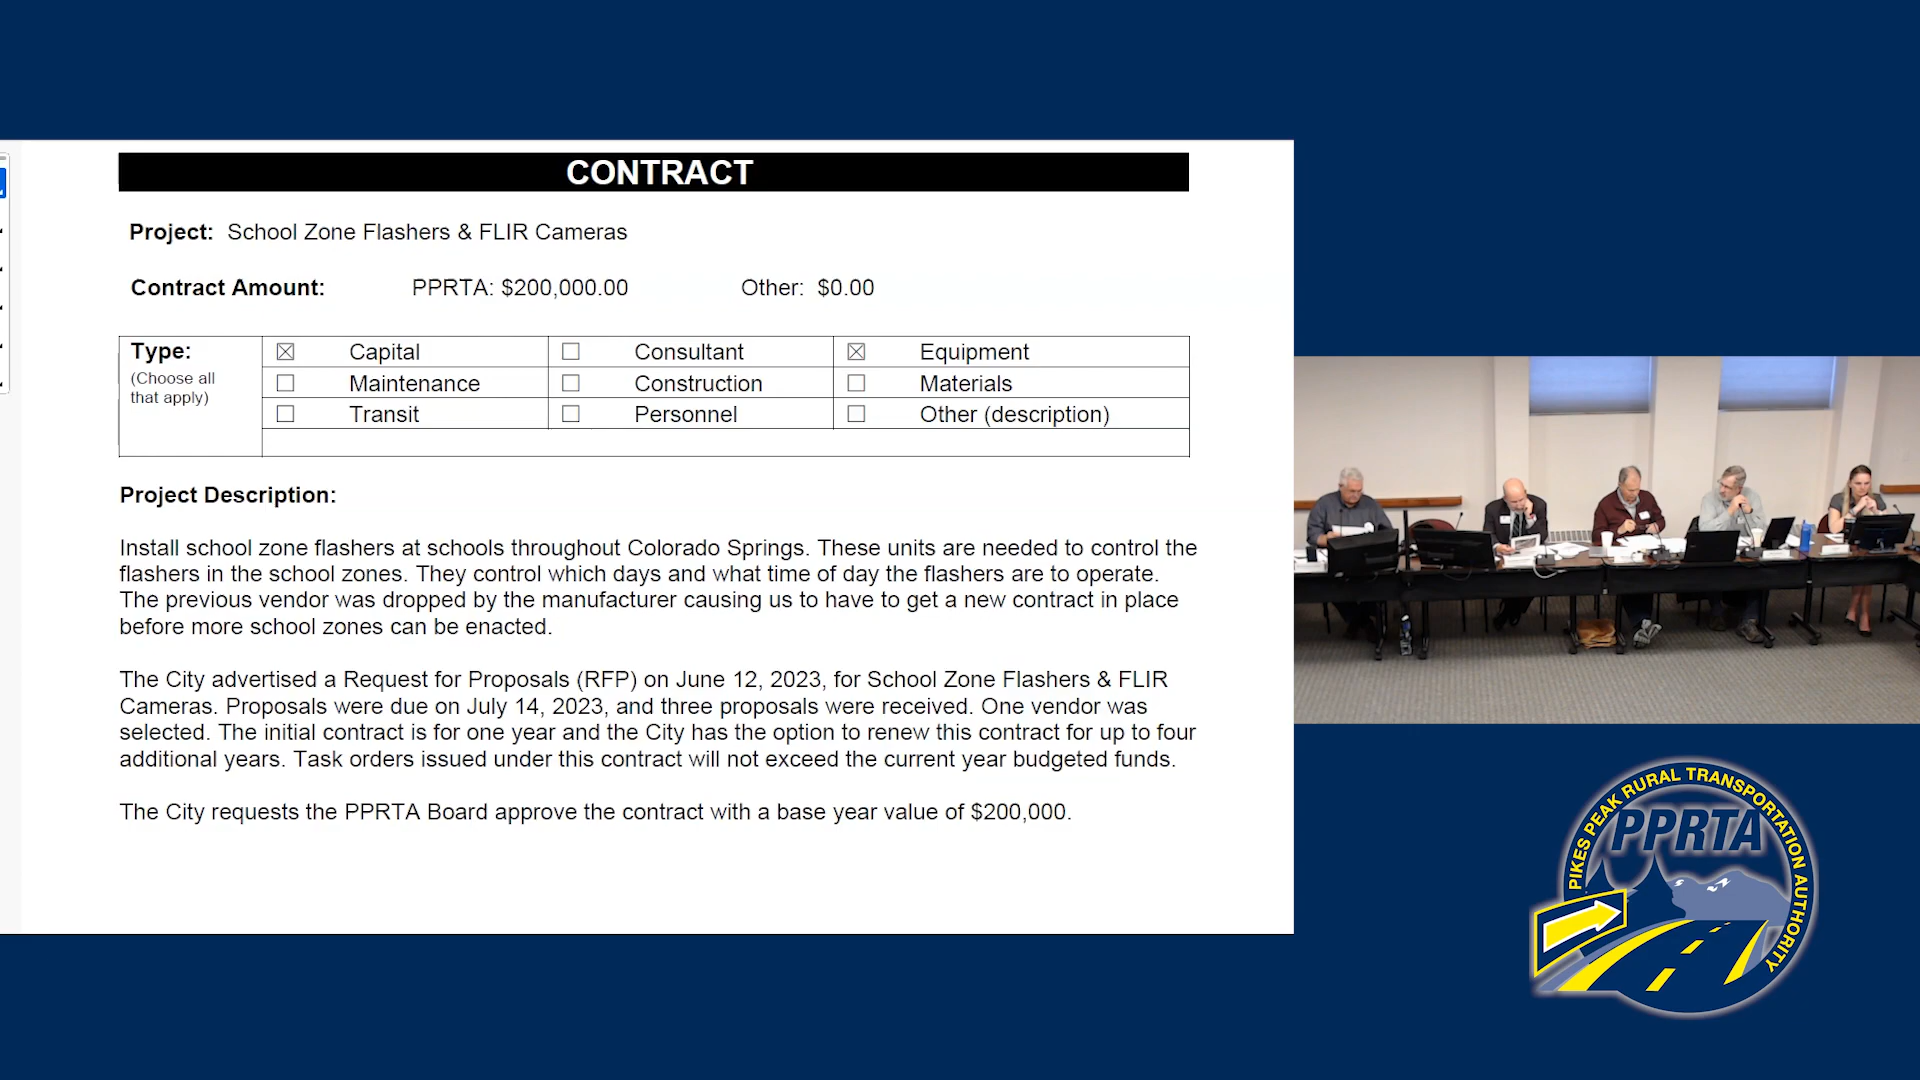 CONTRACT
Project: School Zone Flashers & FLIR Cameras
Contract Amount: PPRTA: $200,000.00 Other: $0.00
Type: ☒ Capital ☐ Consultant ☒ Equipment
(Choose all that apply) ☐ Maintenance ☐ Construction ☐ Materials
☐ Transit ☐ Personnel ☐ Other (description)
Project Description:
Install school zone flashers at schools throughout Colorado Springs. These units are needed to control the
flashers in the school zones. They control which days and what time of day the flashers are to operate.
The previous vendor was dropped by the manufacturer causing us to have to get a new contract in place
before more school zones can be enacted.
The City advertised a Request for Proposals (RFP) on June 12, 2023, for School Zone Flashers & FLIR
Cameras. Proposals were due on July 14, 2023, and three proposals were received. One vendor was
selected. The initial contract is for one year and the City has the option to renew this contract for up to four
additional years. Task orders issued under this contract will not exceed the current year budgeted funds.
The City requests the PPRTA Board approve the contract with a base year value of $200,000.
PIKES PEAK RURAL TRANSPORTATION AUTHORITY
PPRTA